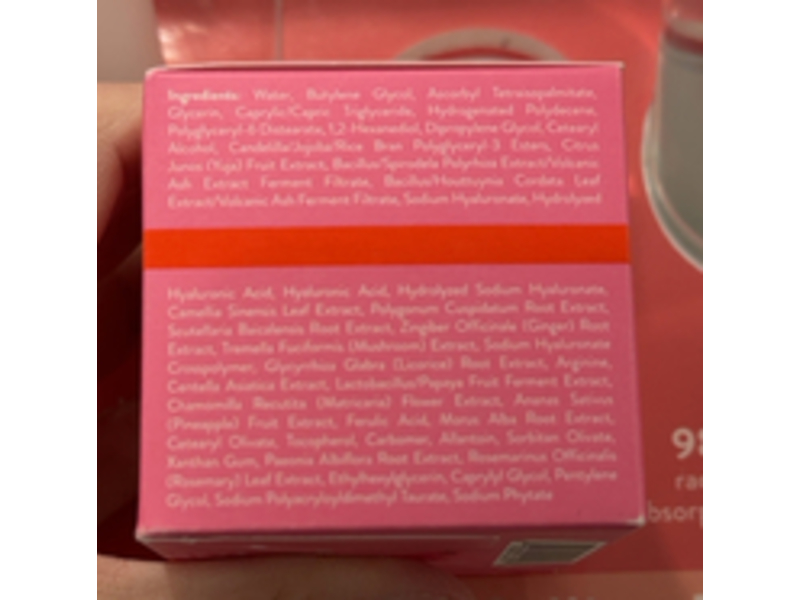 Ingredients: Water, Butylene Glycol, Ascorbyl Tetraisopalmitate,
Glycerin, Caprylic/Capric Triglyceride, Hydrogenated Polydecene,
Polyglyceryl-6 Distearate, 1,2-Hexanediol, Dipropylene Glycol, Cetearyl
Alcohol, Candelilla/Jojoba/Rice Bran Polyglyceryl-3 Esters, Citrus
Junos (Yuja) Fruit Extract, Bacillus/Spirodela Polyrhiza Extract/Volcanic
Ash Extract Ferment Filtrate, Bacillus/Houttuynia Cordata Leaf
Extract/Volcanic Ash Ferment Filtrate, Sodium Hyaluronate, Hydrolyzed
Hyaluronic Acid, Hyaluronic Acid, Hydrolyzed Sodium Hyaluronate,
Camellia Sinensis Leaf Extract, Polygonum Cuspidatum Root Extract,
Scutellaria Baicalensis Root Extract, Zingiber Officinale (Ginger) Root
Extract, Tremella Fuciformis (Mushroom) Extract, Sodium Hyaluronate
Crosspolymer, Glycyrrhiza Glabra (Licorice) Root Extract, Arginine,
Centella Asiatica Extract, Lactobacillus/Papaya Fruit Ferment Extract,
Chamomilla Recutita (Matricaria) Flower Extract, Ananas Sativus
(Pineapple) Fruit Extract, Ferulic Acid, Morus Alba Root Extract,
Cetearyl Olivate, Tocopherol, Carbomer, Allantoin, Sorbitan Olivate,
Xanthan Gum, Paeonia Albiflora Root Extract, Rosemarinus Officinalis
(Rosemary) Leaf Extract, Ethylhexylglycerin, Caprylyl Glycol, Pentylene
Glycol, Sodium Polyacryloyldimethyl Taurate, Sodium Phytate